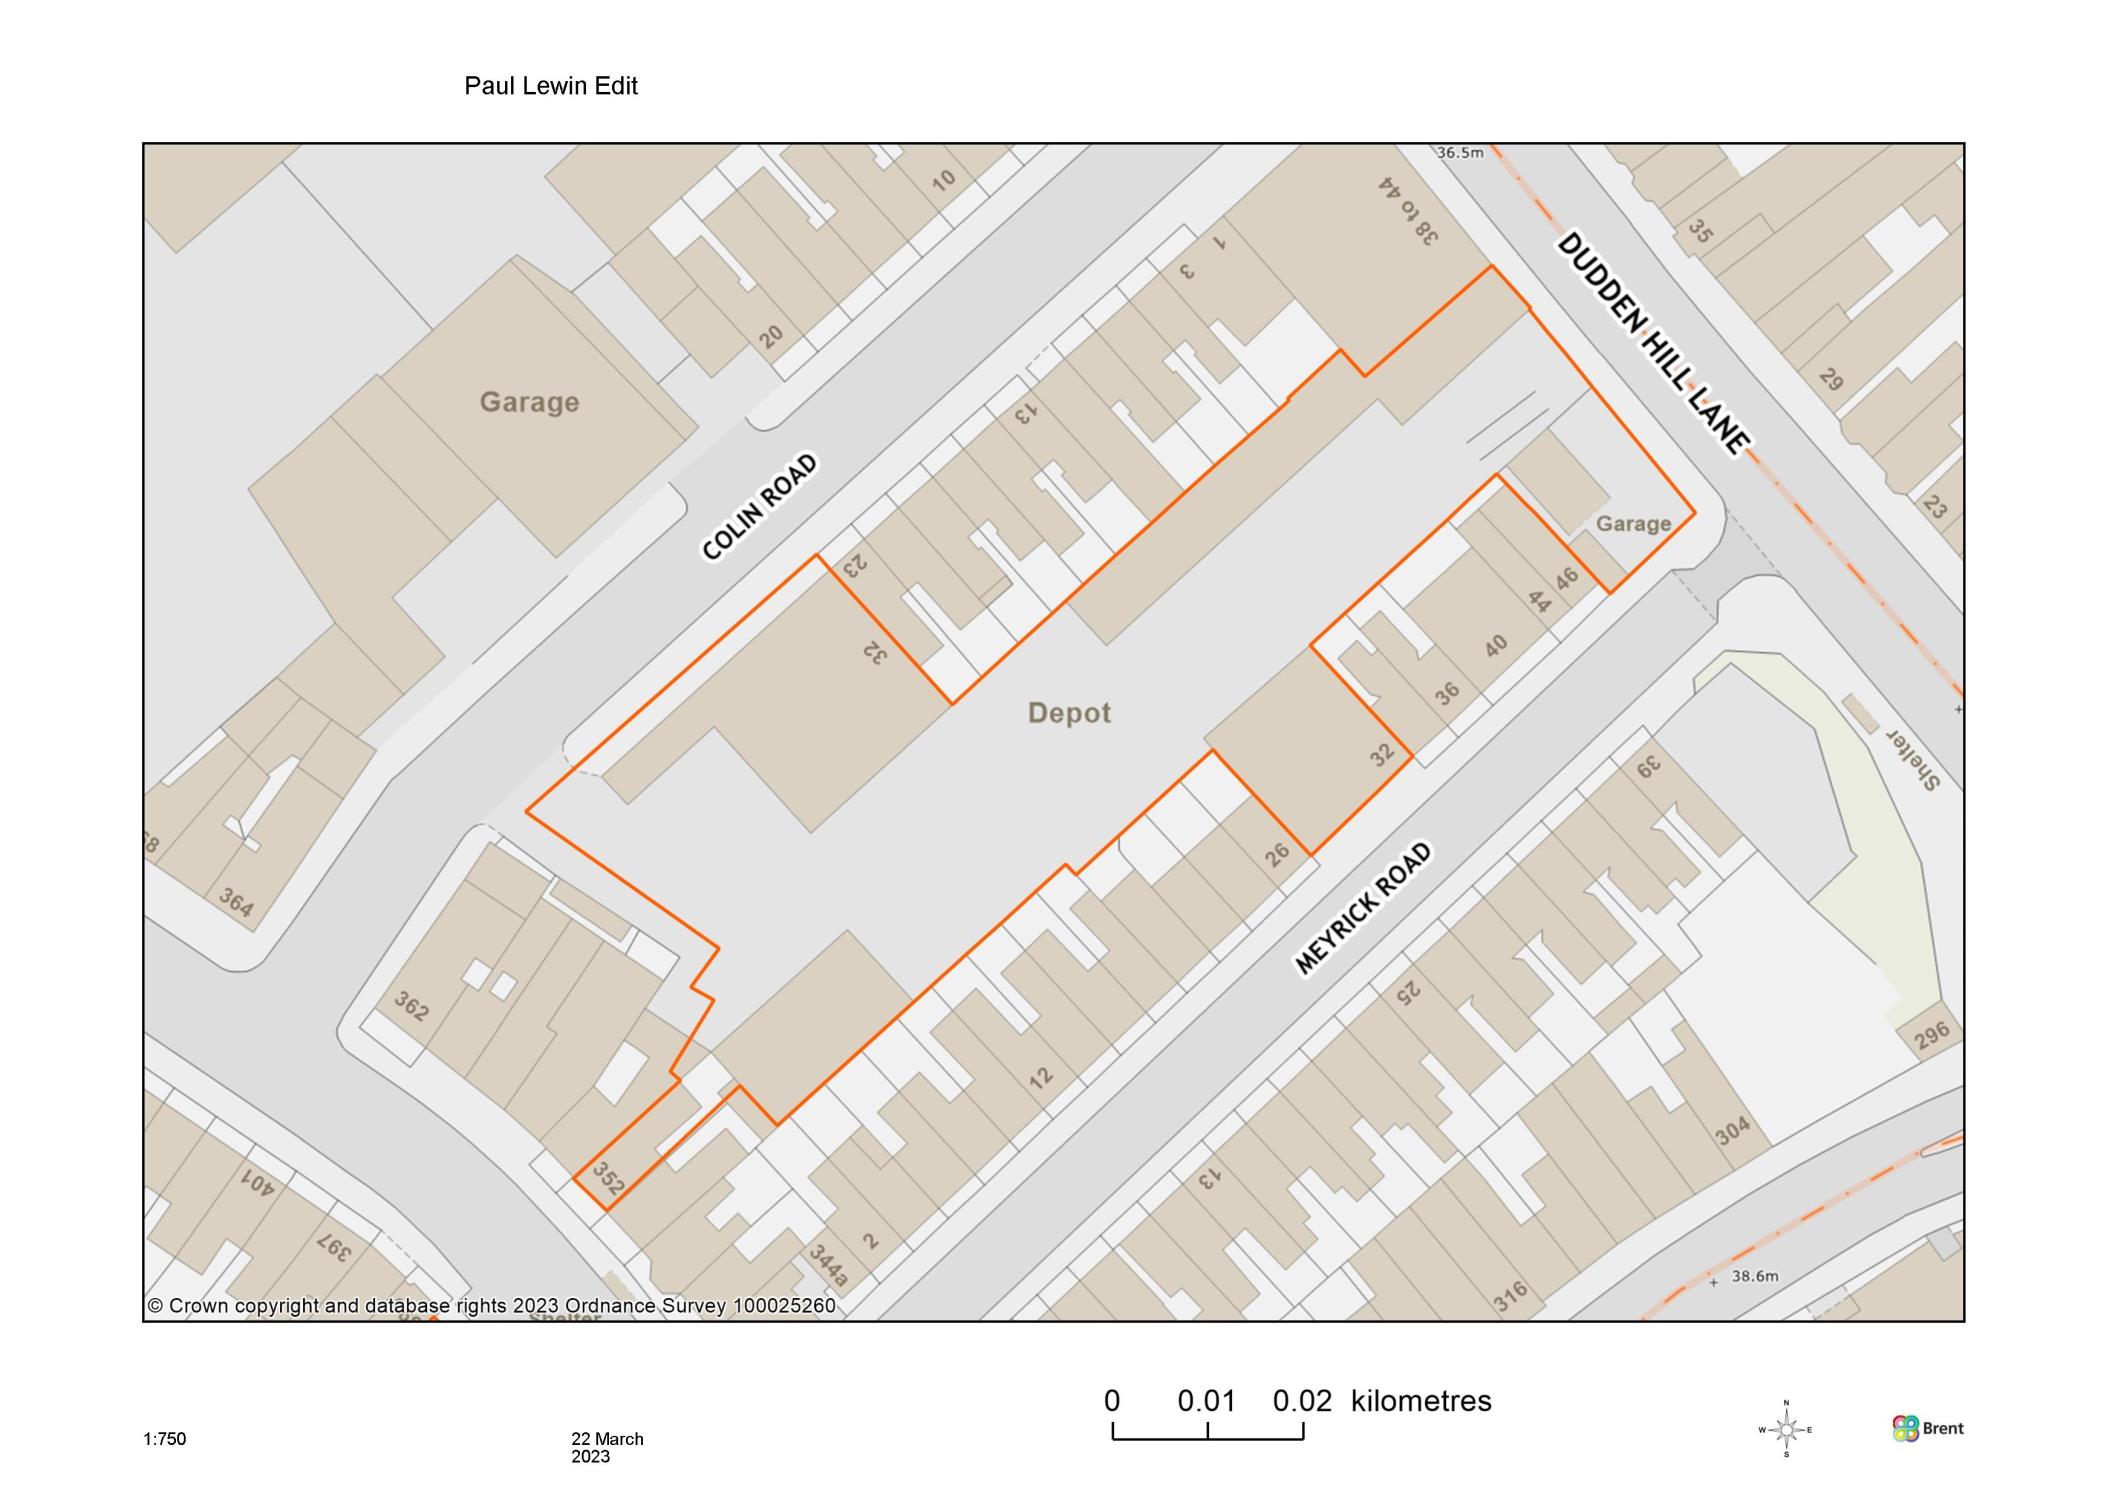 Paul Lewin Edit
36.5m
38 to 44
10
35
1
3
DUDDEN HILL LANE
20
29
Garage
13
COLIN ROAD
23
Garage
23
46
44
32
40
Depot
36
32
39
Shelter
68
26
MEYRICK ROAD
364
25
362
296
12
304
352
13
401
397
2
344a
38.6m
316
© Crown copyright and database rights 2023 Ordnance Survey 100025260
Shelter
0 0.01 0.02 kilometres
1:750
22 March
2023
N
W E
S
Brent